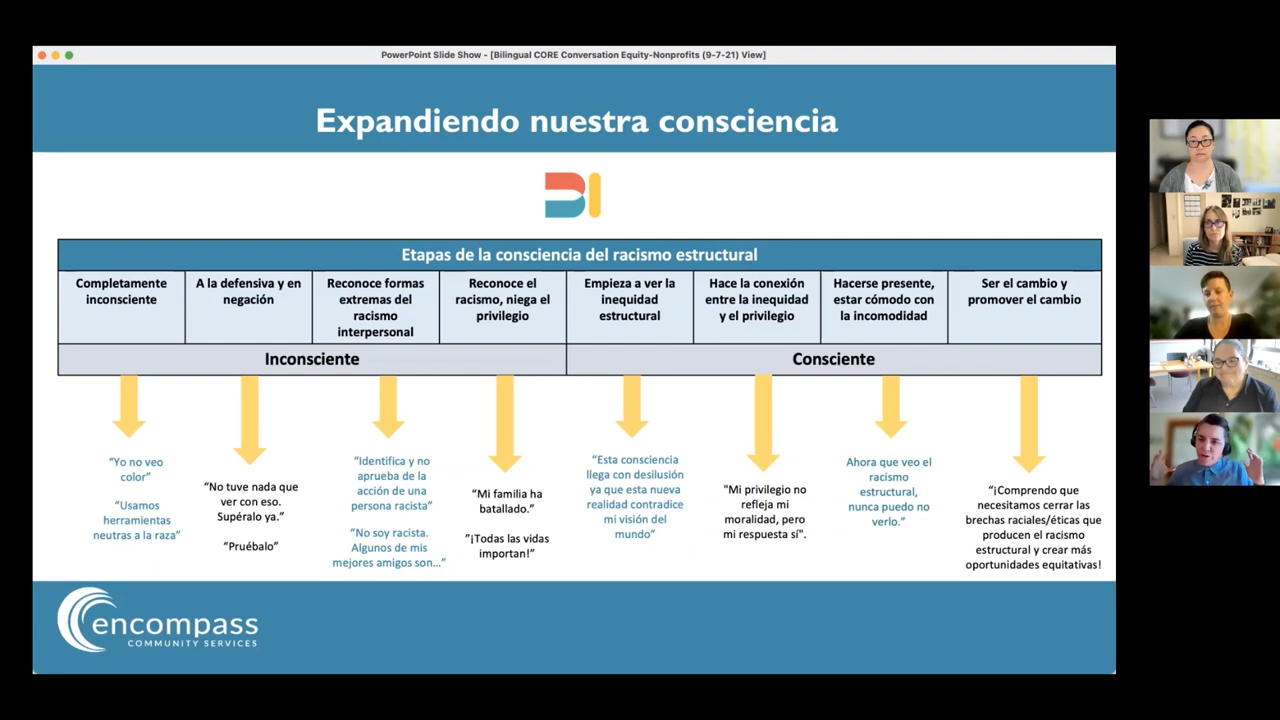 PowerPoint Slide Show - [Bilingual CORE Conversation Equity-Nonprofits (9-7-21) View]
Expandiendo nuestra consciencia
Etapas de la consciencia del racismo estructural
Completamente
inconsciente
A la defensiva y en
negación
Reconoce formas
extremas del
racismo
interpersonal
Reconoce el
racismo, niega el
privilegio
Empieza a ver la
inequidad
estructural
Hace la conexión
entre la inequidad
y el privilegio
Hacerse presente,
estar cómodo con
la incomodidad
Ser el cambio y
promover el cambio
Inconsciente
Consciente
“Yo no veo
color”
“Usamos
herramientas
neutras a la raza”
“No tuve nada que
ver con eso.
Supéralo ya.”
“Pruébalo”
“Identifica y no
aprueba de la
acción de una
persona racista”
“No soy racista.
Algunos de mis
mejores amigos son…”
“Mi familia ha
batallado.”
”¡Todas las vidas
importan!”
“Esta consciencia
llega con desilusión
ya que esta nueva
realidad contradice
mi visión del
mundo”
"Mi privilegio no
refleja mi
moralidad, pero
mi respuesta sí".
Ahora que veo el
racismo
estructural,
nunca puedo no
verlo.”
“¡Comprendo que
necesitamos cerrar las
brechas raciales/éticas que
producen el racismo
estructural y crear más
oportunidades equitativas!
encompass
COMMUNITY SERVICES